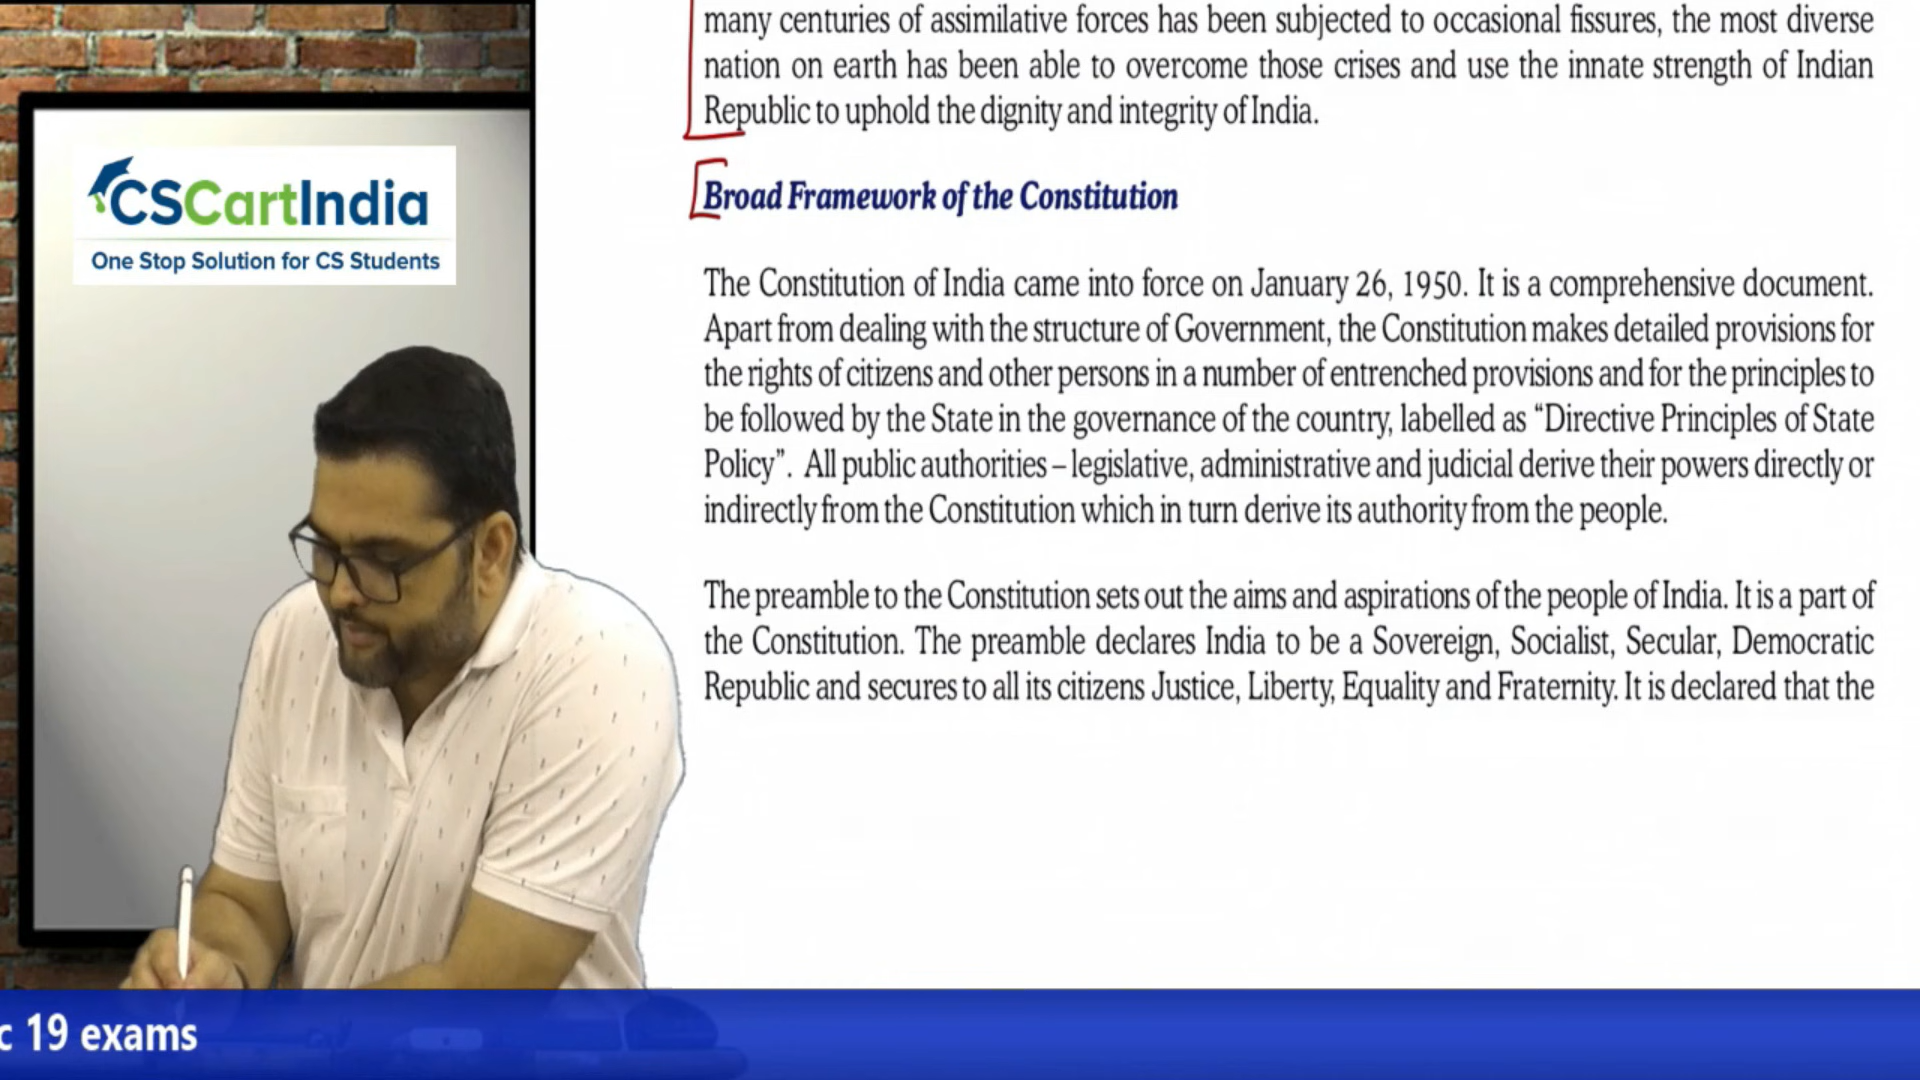 CSCartIndia
One Stop Solution for CS Students
many centuries of assimilative forces has been subjected to occasional fissures, the most diverse
nation on earth has been able to overcome those crises and use the innate strength of Indian
Republic to uphold the dignity and integrity of India.
Broad Framework of the Constitution
The Constitution of India came into force on January 26, 1950. It is a comprehensive document.
Apart from dealing with the structure of Government, the Constitution makes detailed provisions for
the rights of citizens and other persons in a number of entrenched provisions and for the principles to
be followed by the State in the governance of the country, labelled as “Directive Principles of State
Policy”. All public authorities – legislative, administrative and judicial derive their powers directly or
indirectly from the Constitution which in turn derive its authority from the people.
The preamble to the Constitution sets out the aims and aspirations of the people of India. It is a part of
the Constitution. The preamble declares India to be a Sovereign, Socialist, Secular, Democratic
Republic and secures to all its citizens Justice, Liberty, Equality and Fraternity. It is declared that the
c 19 exams